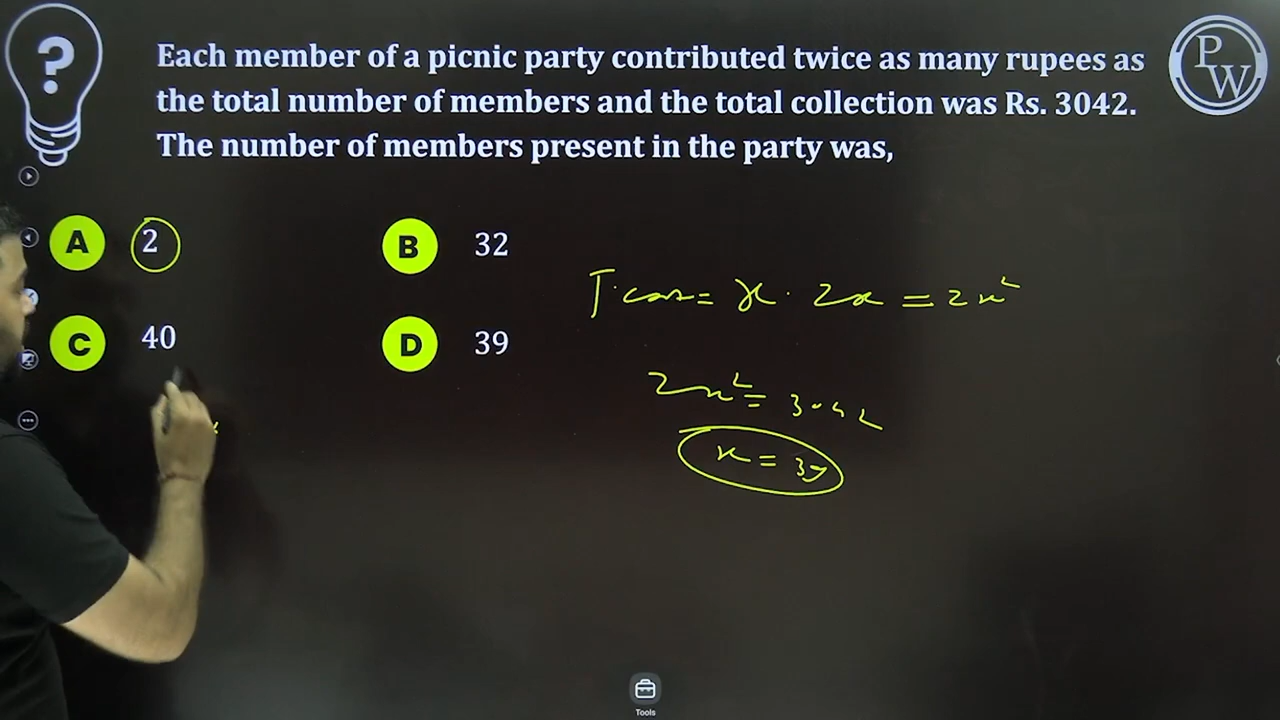 ?
Each member of a picnic party contributed twice as many rupees as
the total number of members and the total collection was Rs. 3042.
The number of members present in the party was,
PW
A 2
B 32
C 40
D 39
= x . 2x = 2x²
2x² = 3042
x = 39
Tools